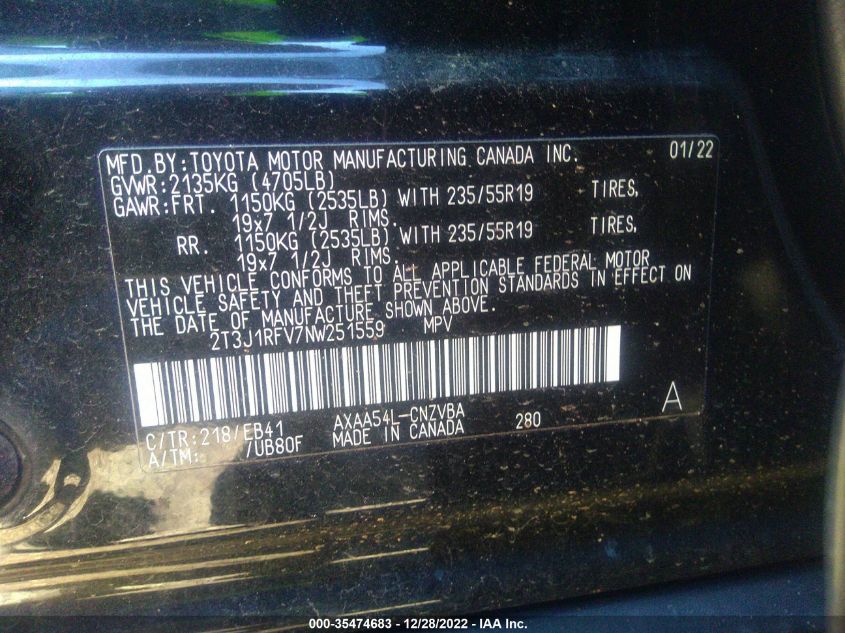 MFD.BY:TOYOTA MOTOR MANUFACTURING CANADA INC. 01/22
GVWR:2135KG (4705LB)
GAWR:FRT. 1150KG (2535LB) WITH 235/55R19 TIRES,
19x7 1/2J RIMS.
RR. 1150KG (2535LB) WITH 235/55R19 TIRES,
19x7 1/2J RIMS.
THIS VEHICLE CONFORMS TO ALL APPLICABLE FEDERAL MOTOR
VEHICLE SAFETY AND THEFT PREVENTION STANDARDS IN EFFECT ON
THE DATE OF MANUFACTURE SHOWN ABOVE.
2T3J1RFV7NW251559 MPV
C/TR:218/EB41 AXAA54L-CNZVBA 280 A
A/TM: /UB80F MADE IN CANADA
000-35474683 - 12/28/2022 - IAA Inc.